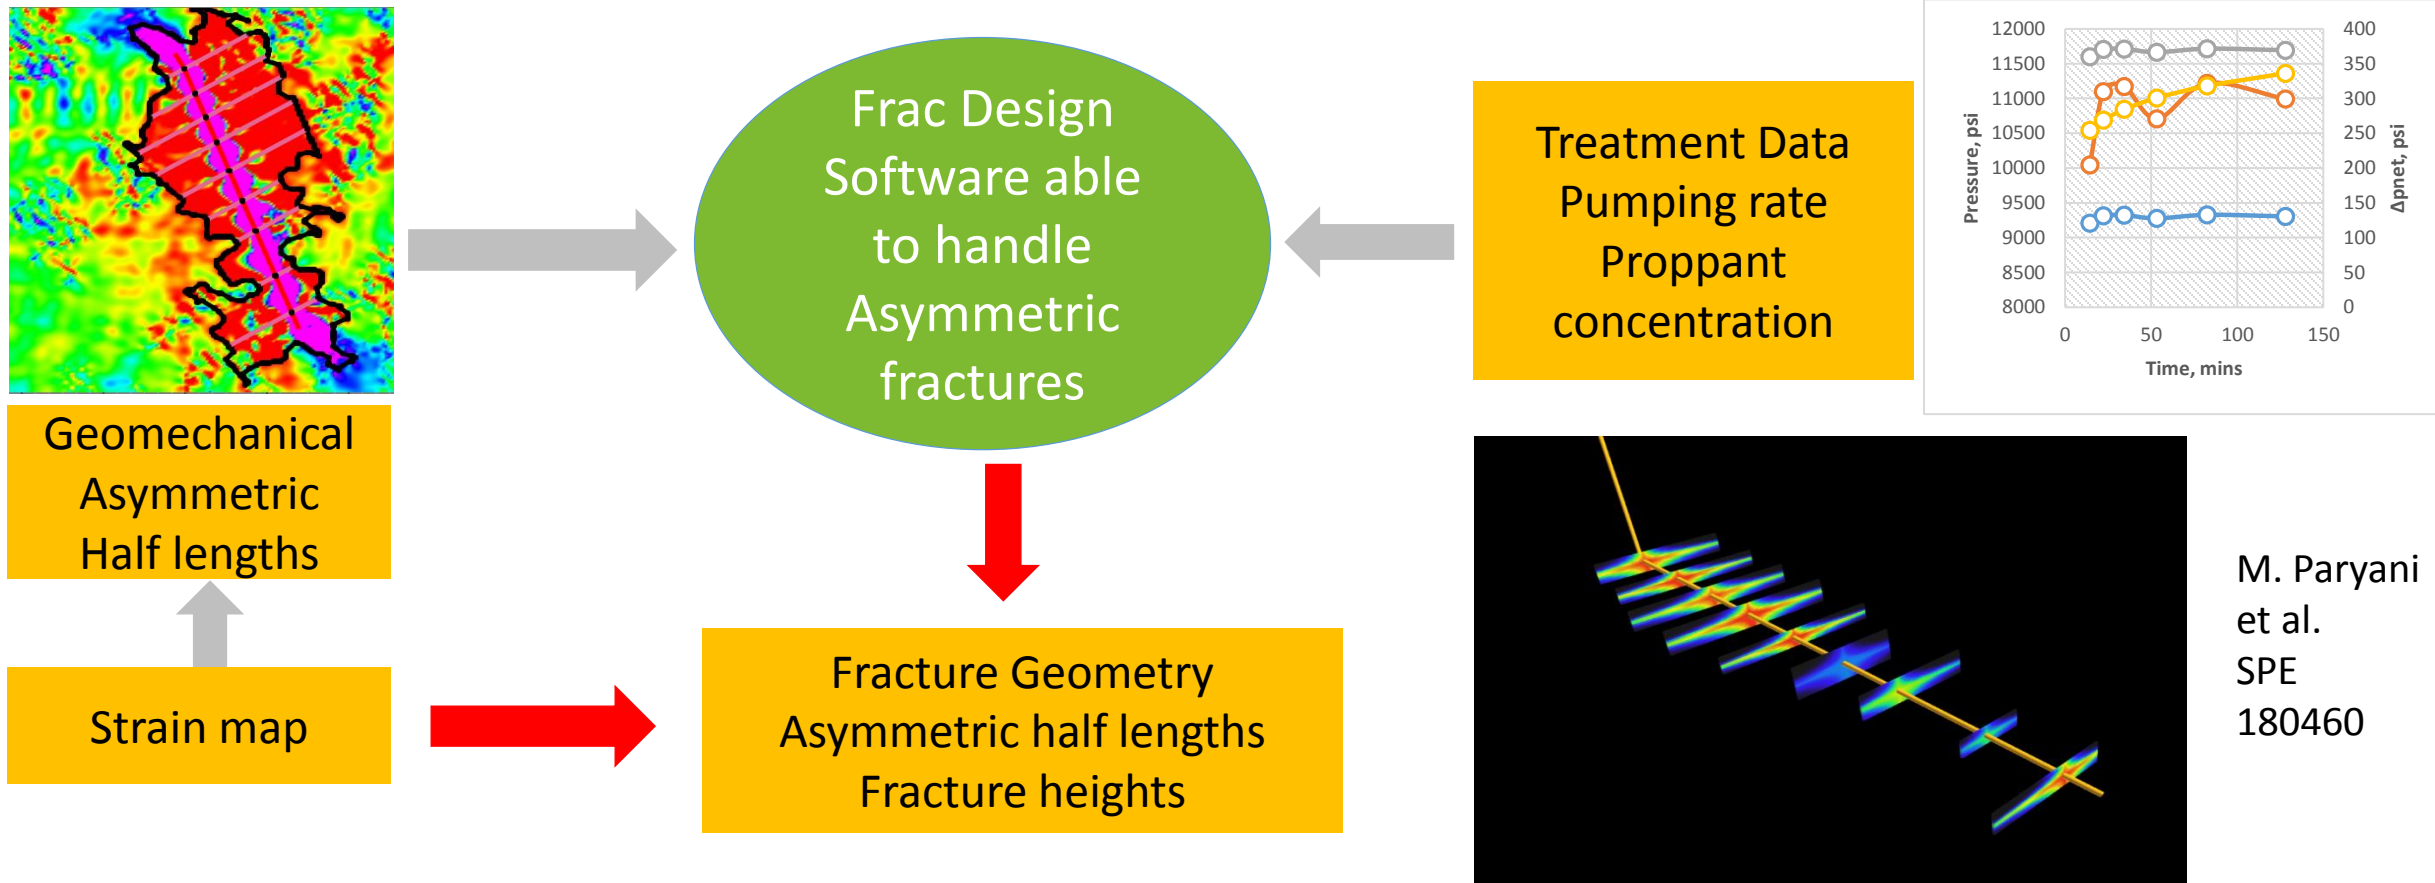 Geomechanical
Asymmetric
Half lengths
Strain map
Frac Design
Software able
to handle
Asymmetric
fractures
Fracture Geometry
Asymmetric half lengths
Fracture heights
Treatment Data
Pumping rate
Proppant
concentration
12000
11500
11000
10500
10000
9500
9000
8500
8000
Pressure, psi
400
350
300
250
200
150
100
50
0
Δpnet, psi
0
50
100
150
Time, mins
M. Paryani
et al.
SPE
180460